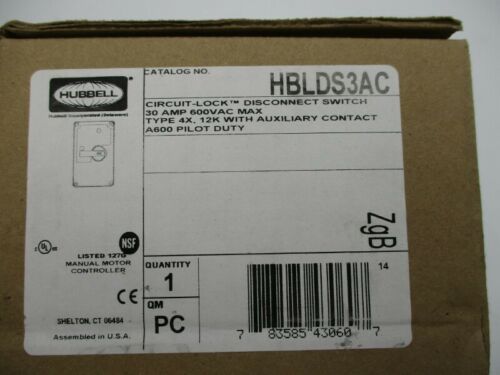 CATALOG NO.
HBLDS3AC
HUBBELL
Hubbell Incorporated (Delaware)
CIRCUIT-LOCK™ DISCONNECT SWITCH
30 AMP 600VAC MAX
TYPE 4X, 12K WITH AUXILIARY CONTACT
A600 PILOT DUTY
ZgB
14
UL
NSF
LISTED 127G
MANUAL MOTOR
CONTROLLER
CE
SHELTON, CT 06484
Assembled in U.S.A.
QUANTITY
1
QM
PC
7 83585 43060 7